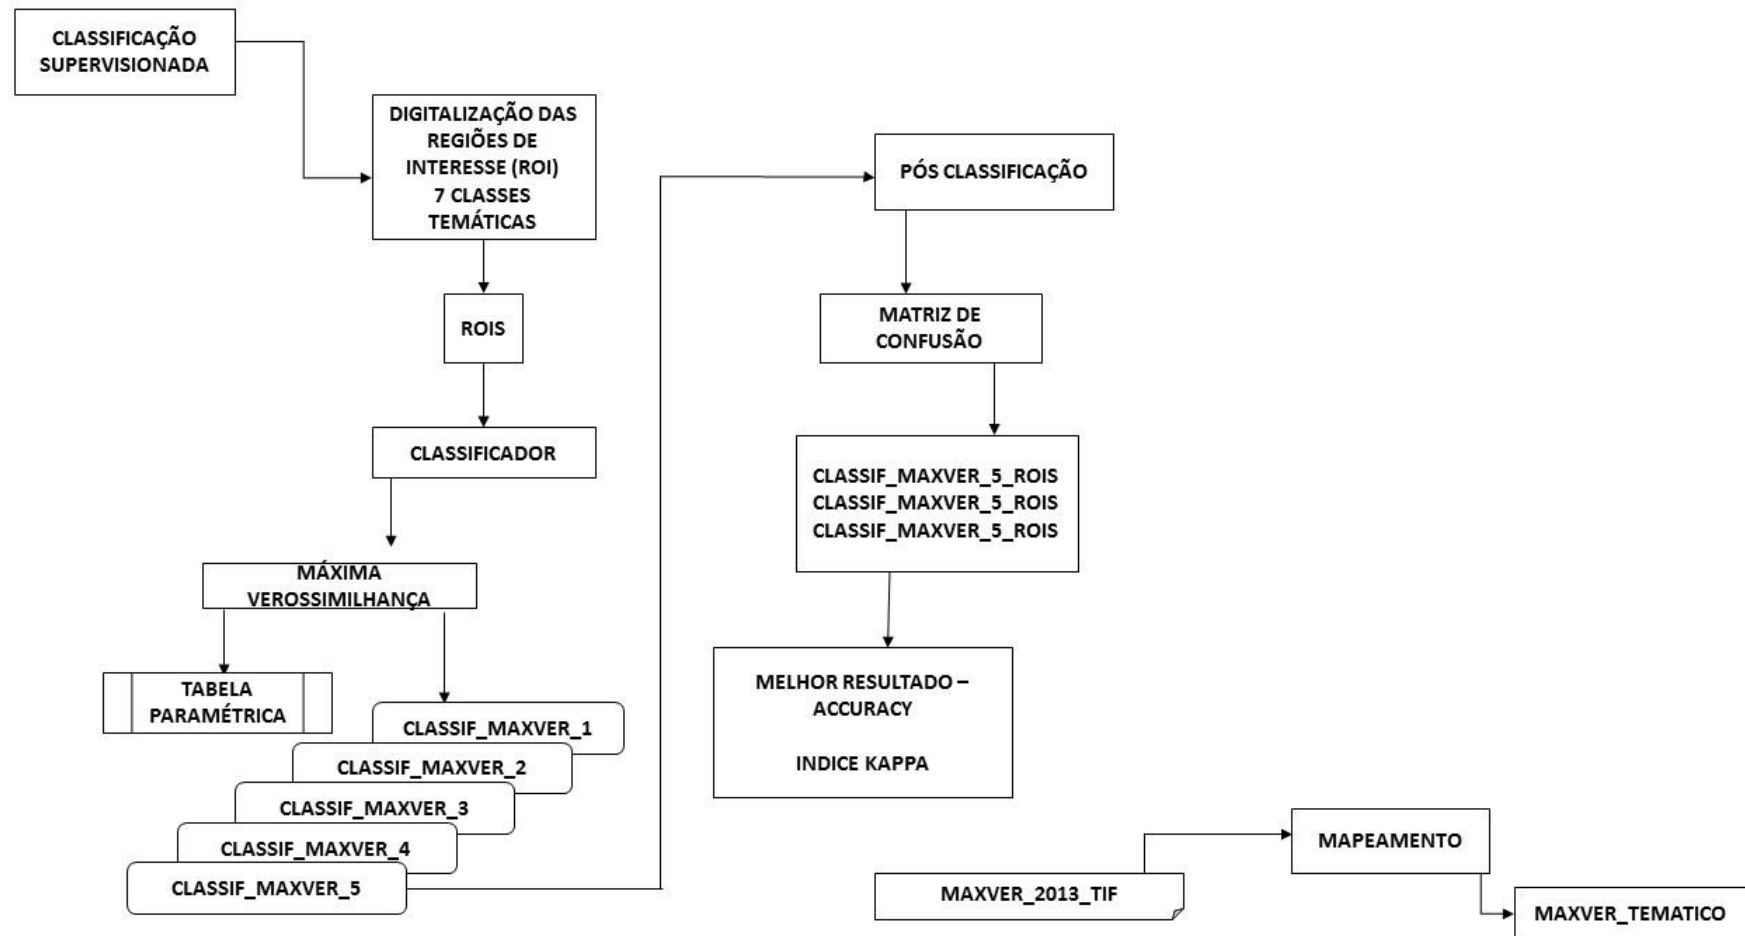 CLASSIFICAÇÃO
SUPERVISIONADA
DIGITALIZAÇÃO DAS
REGIÕES DE
INTERESSE (ROI)
7 CLASSES
TEMÁTICAS
ROIS
CLASSIFICADOR
MÁXIMA
VEROSSIMILHANÇA
TABELA
PARAMÉTRICA
CLASSIF_MAXVER_1
CLASSIF_MAXVER_2
CLASSIF_MAXVER_3
CLASSIF_MAXVER_4
CLASSIF_MAXVER_5
PÓS CLASSIFICAÇÃO
MATRIZ DE
CONFUSÃO
CLASSIF_MAXVER_5_ROIS
CLASSIF_MAXVER_5_ROIS
CLASSIF_MAXVER_5_ROIS
MELHOR RESULTADO –
ACCURACY
INDICE KAPPA
MAXVER_2013_TIF
MAPEAMENTO
MAXVER_TEMATICO